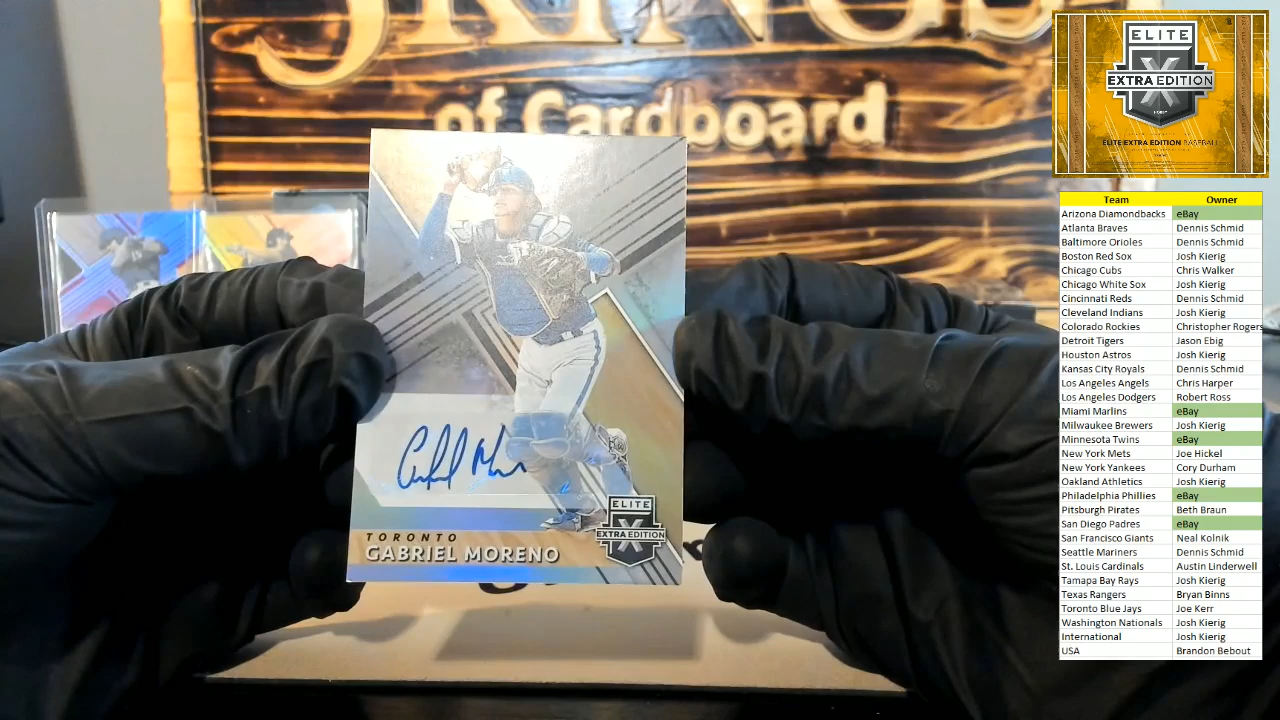 KINGS
of Cardboard
TORONTO
GABRIEL MORENO
ELITE
X
EXTRA EDITION
ELITE
X
EXTRA EDITION
ELITE EXTRA EDITION BASEBALL
Team Owner
Arizona Diamondbacks eBay
Atlanta Braves Dennis Schmid
Baltimore Orioles Dennis Schmid
Boston Red Sox Josh Kierig
Chicago Cubs Chris Walker
Chicago White Sox Josh Kierig
Cincinnati Reds Dennis Schmid
Cleveland Indians Josh Kierig
Colorado Rockies Christopher Rogers
Detroit Tigers Jason Ebig
Houston Astros Josh Kierig
Kansas City Royals Dennis Schmid
Los Angeles Angels Chris Harper
Los Angeles Dodgers Robert Ross
Miami Marlins eBay
Milwaukee Brewers Josh Kierig
Minnesota Twins eBay
New York Mets Joe Hickel
New York Yankees Cory Durham
Oakland Athletics Josh Kierig
Philadelphia Phillies eBay
Pittsburgh Pirates Beth Braun
San Diego Padres eBay
San Francisco Giants Neal Kolnik
Seattle Mariners Dennis Schmid
St. Louis Cardinals Austin Linderwell
Tamapa Bay Rays Josh Kierig
Texas Rangers Bryan Binns
Toronto Blue Jays Joe Kerr
Washington Nationals Josh Kierig
International Josh Kierig
USA Brandon Bebout